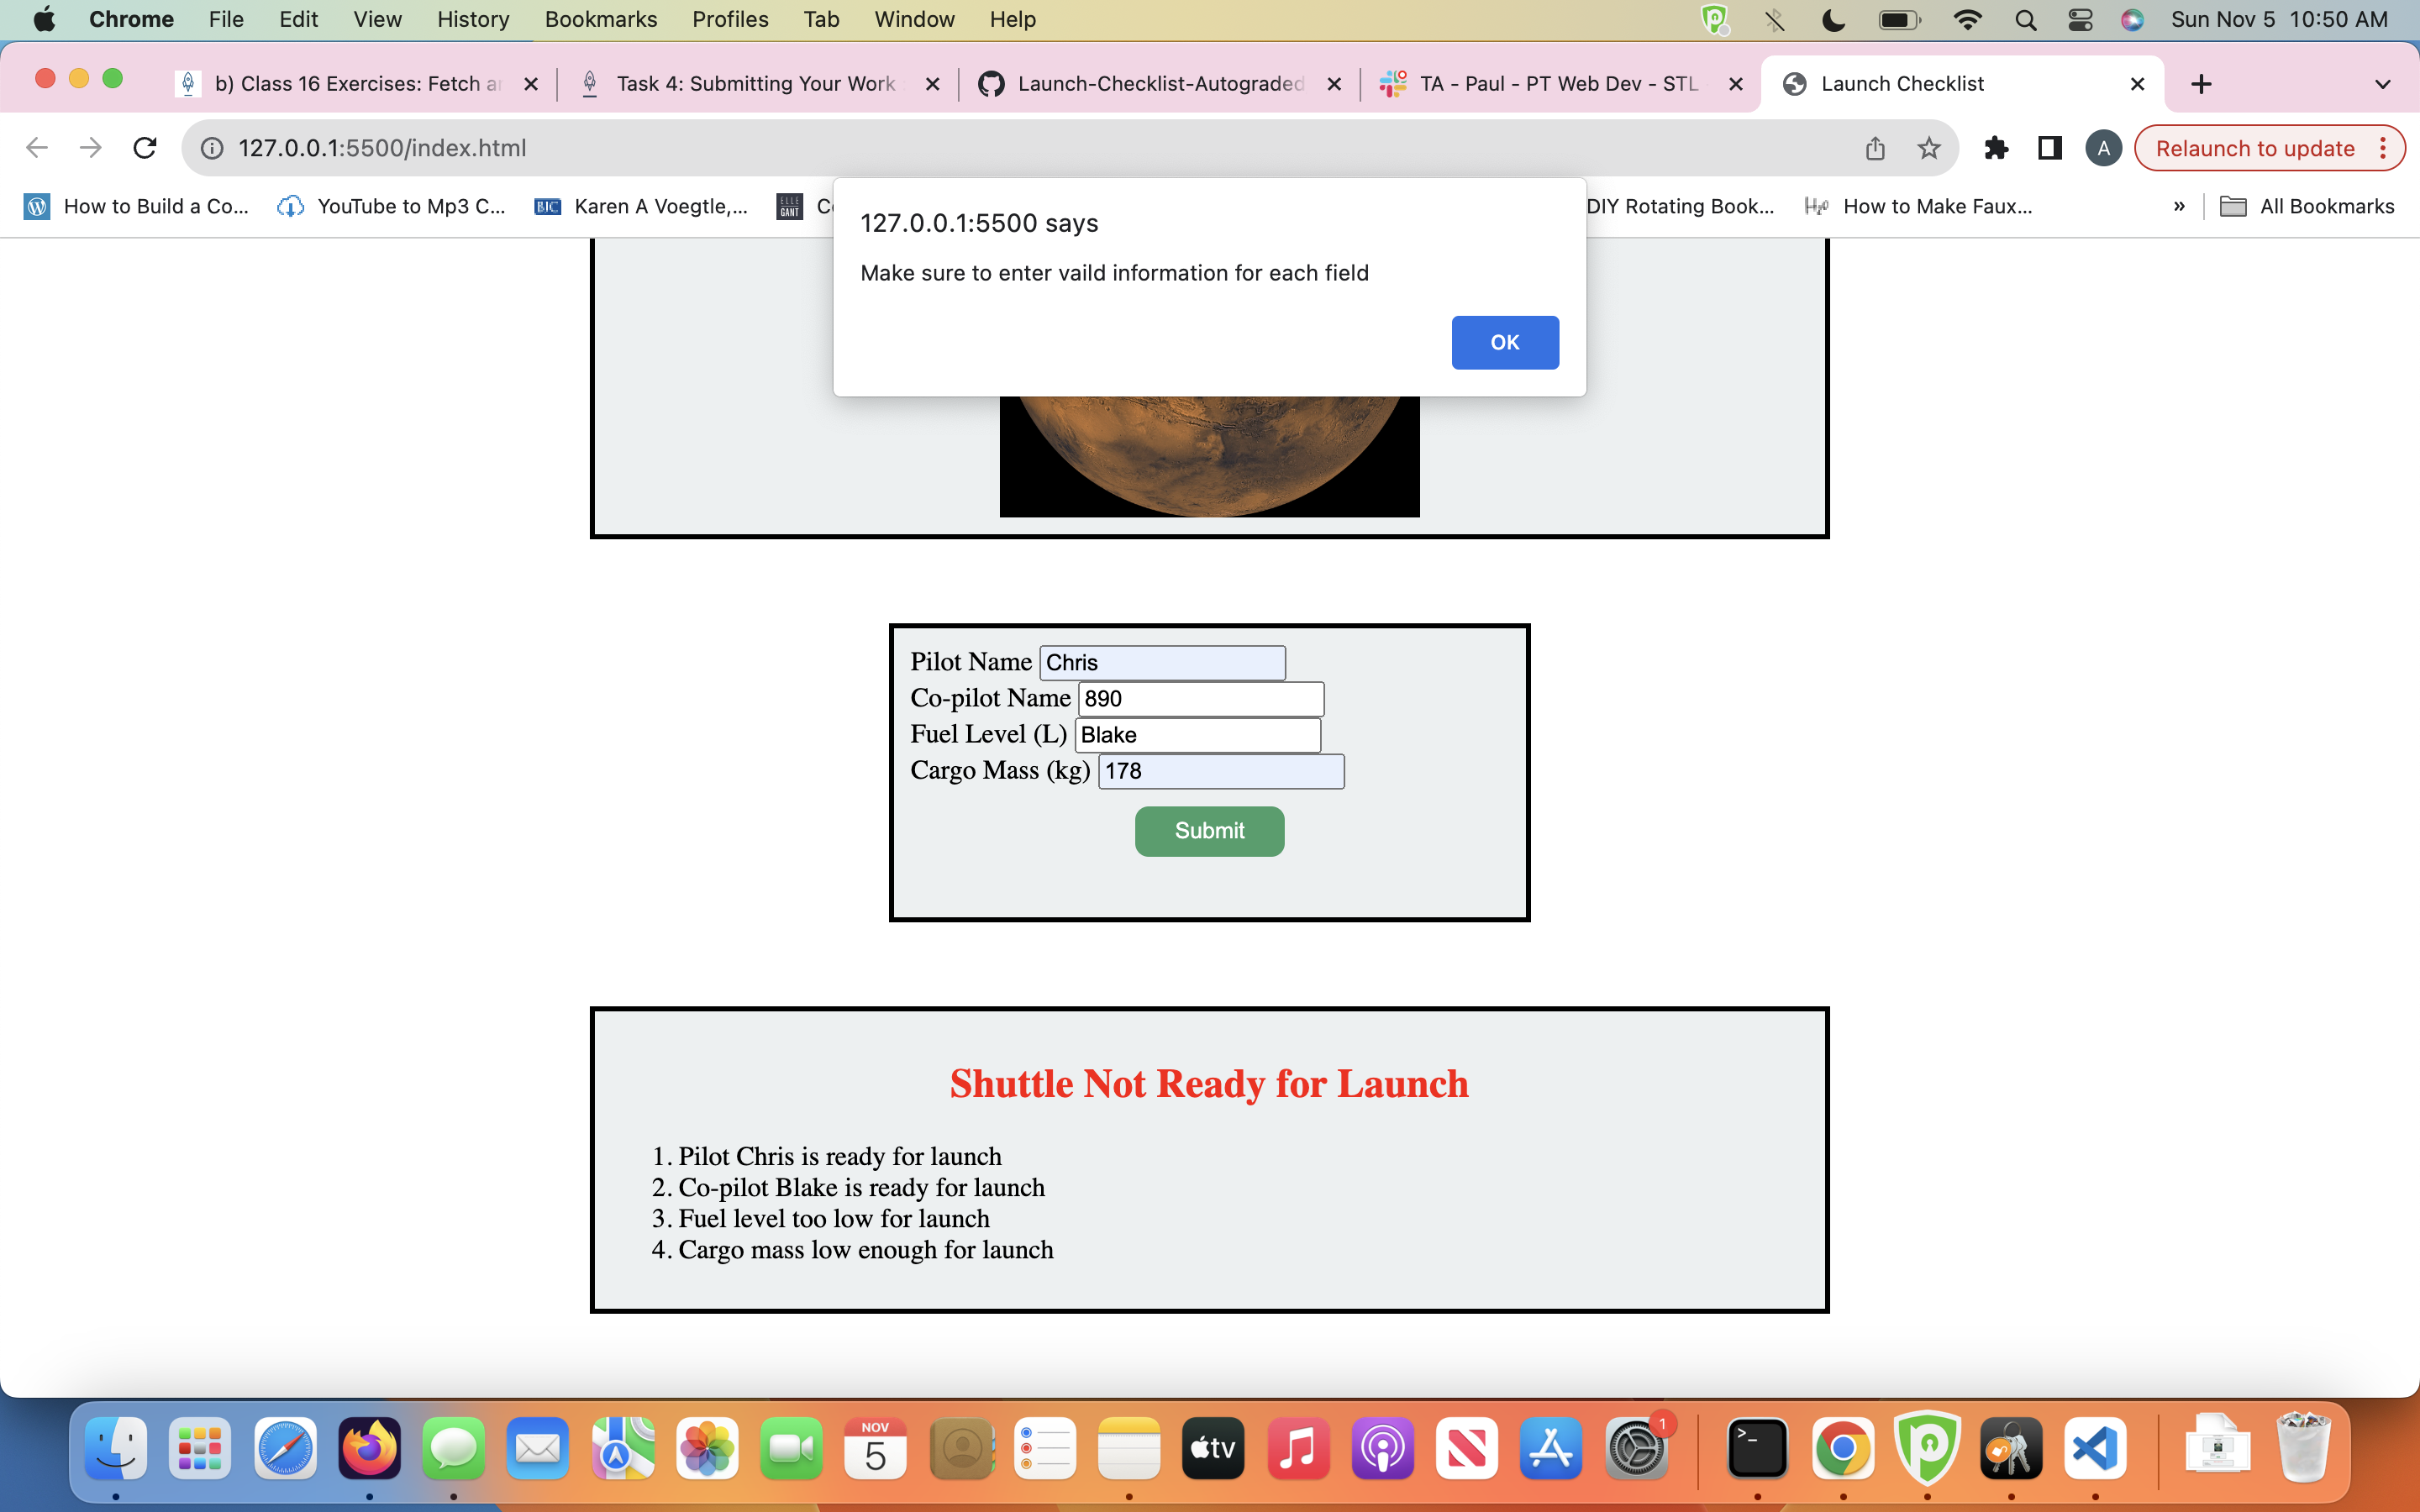 Chrome File Edit View History Bookmarks Profiles Tab Window Help Sun Nov 5 10:50 AM
b) Class 16 Exercises: Fetch ar Task 4: Submitting Your Work Launch-Checklist-Autograded TA - Paul - PT Web Dev - STL Launch Checklist
127.0.0.1:5500/index.html A Relaunch to update
How to Build a Co... YouTube to Mp3 C... BIC Karen A Voegtle,... ELLE GANT DIY Rotating Book... How to Make Faux... » All Bookmarks
127.0.0.1:5500 says
Make sure to enter vaild information for each field
OK
Pilot Name Chris
Co-pilot Name 890
Fuel Level (L) Blake
Cargo Mass (kg) 178
Submit
Shuttle Not Ready for Launch
1. Pilot Chris is ready for launch
2. Co-pilot Blake is ready for launch
3. Fuel level too low for launch
4. Cargo mass low enough for launch
NOV
5
tv
1